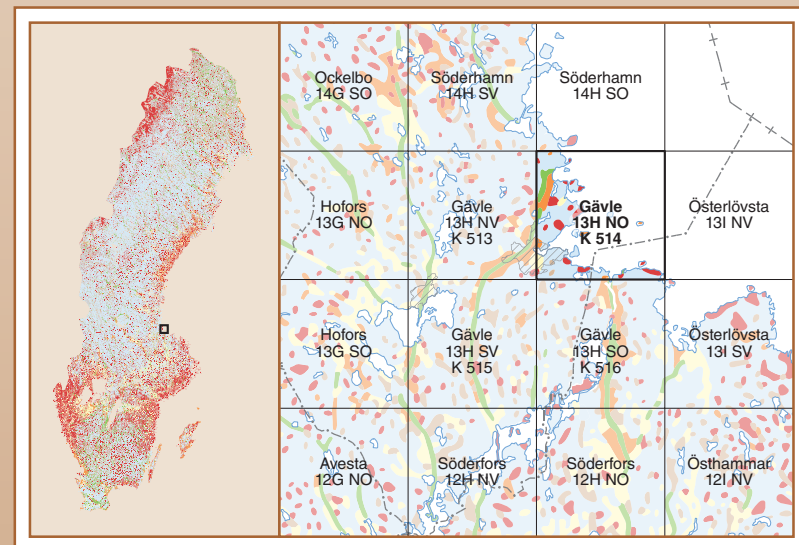 Ockelbo
14G SO
Söderhamn
14H SV
Söderhamn
14H SO
Hofors
13G NO
Gävle
13H NV
K 513
Gävle
13H NO
K 514
Österlövsta
13I NV
Hofors
13G SO
Gävle
13H SV
K 515
Gävle
13H SO
K 516
Österlövsta
13I SV
Avesta
12G NO
Söderfors
12H NV
Söderfors
12H NO
Östhammar
12I NV